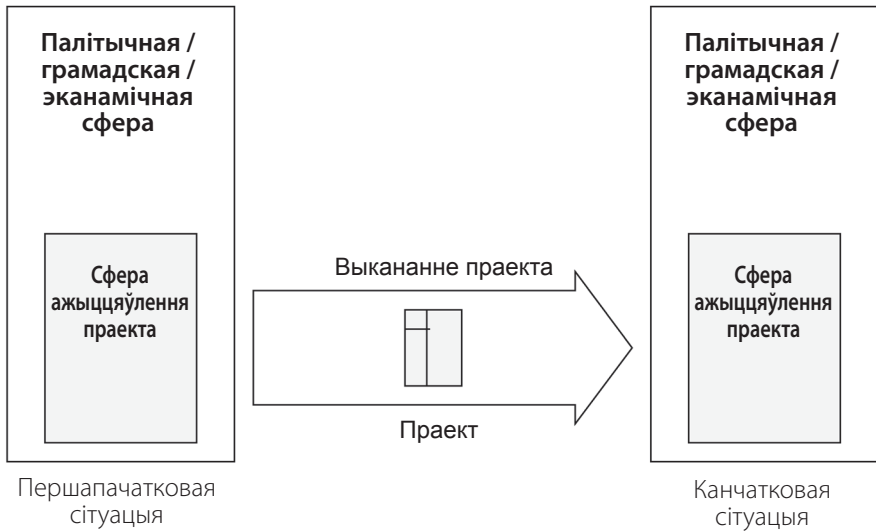 Палітычная /
грамадская /
эканамічная
сфера
Сфера
ажыццяўлення
праекта
Першапачатковая
сітуацыя
Выкананне праекта
Праект
Палітычная /
грамадская /
эканамічная
сфера
Сфера
ажыццяўлення
праекта
Канчатковая
сітуацыя